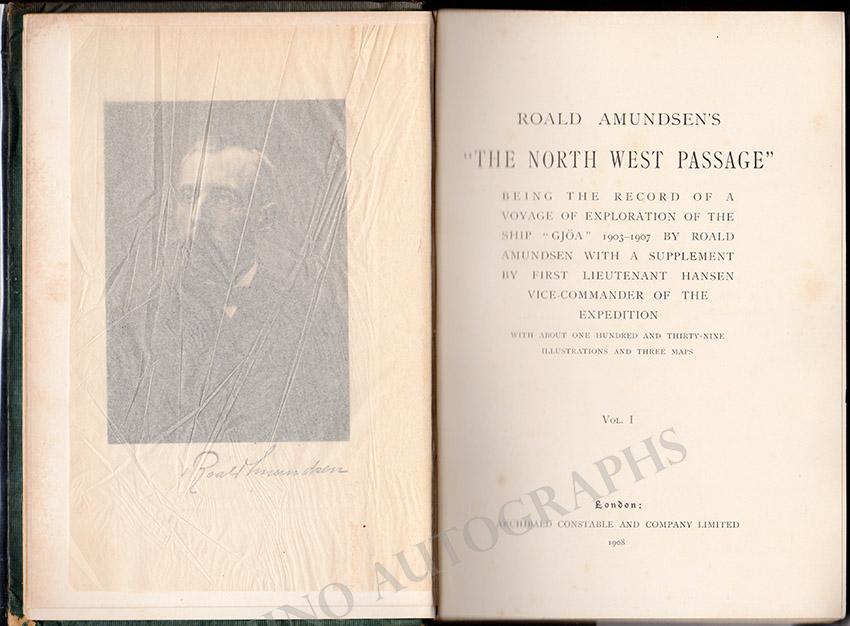 Roald Amundsen
ROALD AMUNDSEN'S
"THE NORTH WEST PASSAGE"
BEING THE RECORD OF A
VOYAGE OF EXPLORATION OF THE
SHIP "GJÖA" 1903-1907 BY ROALD
AMUNDSEN WITH A SUPPLEMENT
BY FIRST LIEUTENANT HANSEN
VICE-COMMANDER OF THE
EXPEDITION
WITH ABOUT ONE HUNDRED AND THIRTY-NINE
ILLUSTRATIONS AND THREE MAPS
VOL. I
London:
ARCHIBALD CONSTABLE AND COMPANY LIMITED
1908
AUTOGRAPHS